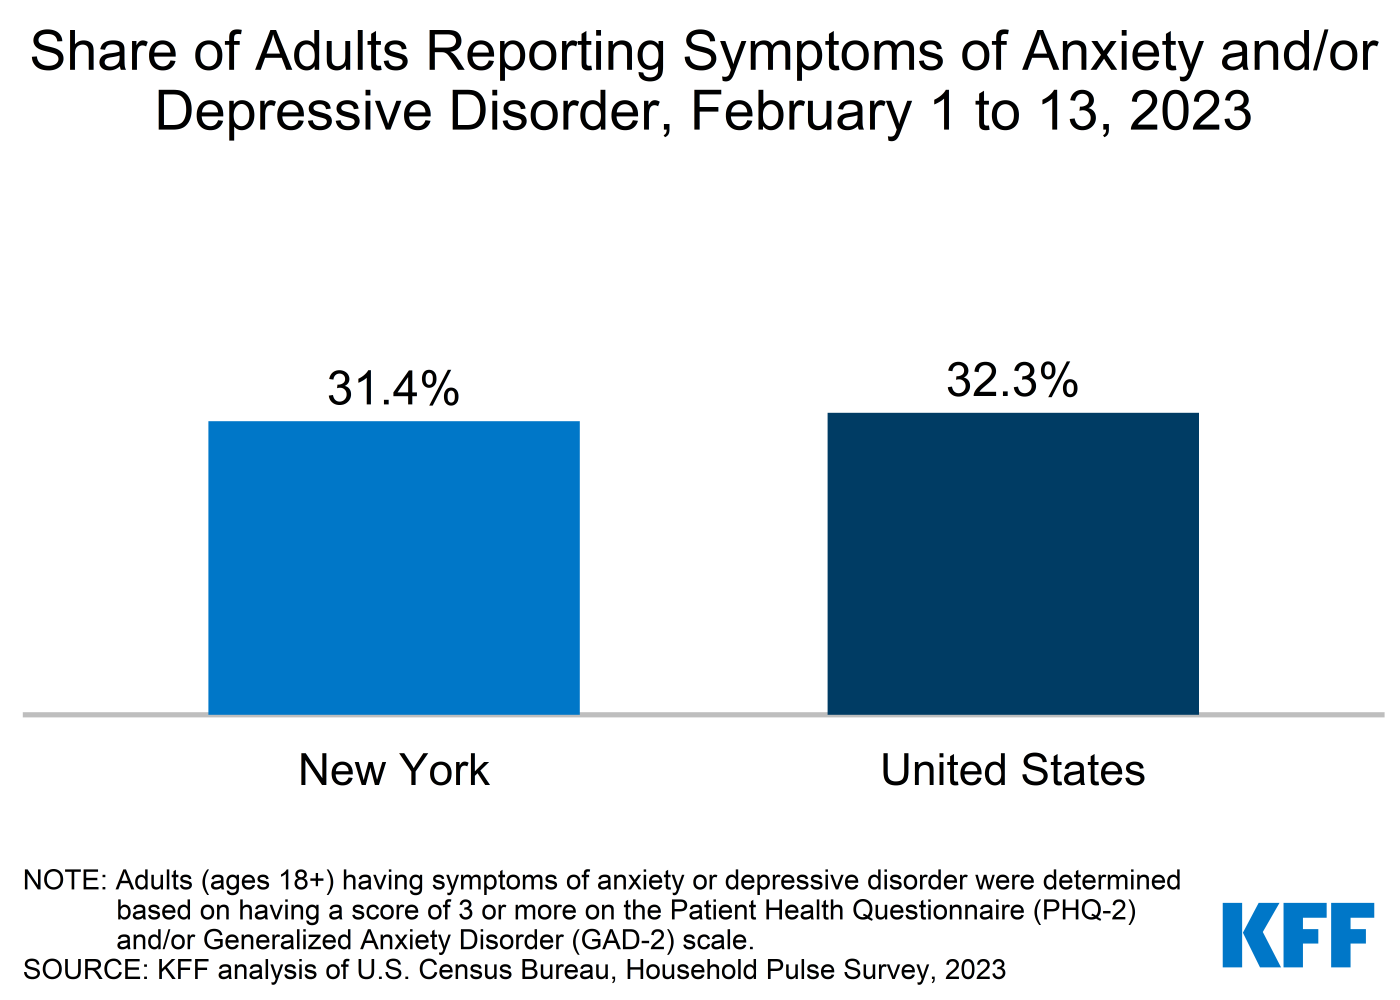 Share of Adults Reporting Symptoms of Anxiety and/or
Depressive Disorder, February 1 to 13, 2023
31.4%
32.3%
New York
United States
NOTE: Adults (ages 18+) having symptoms of anxiety or depressive disorder were determined
based on having a score of 3 or more on the Patient Health Questionnaire (PHQ-2)
and/or Generalized Anxiety Disorder (GAD-2) scale.
SOURCE: KFF analysis of U.S. Census Bureau, Household Pulse Survey, 2023
KFF